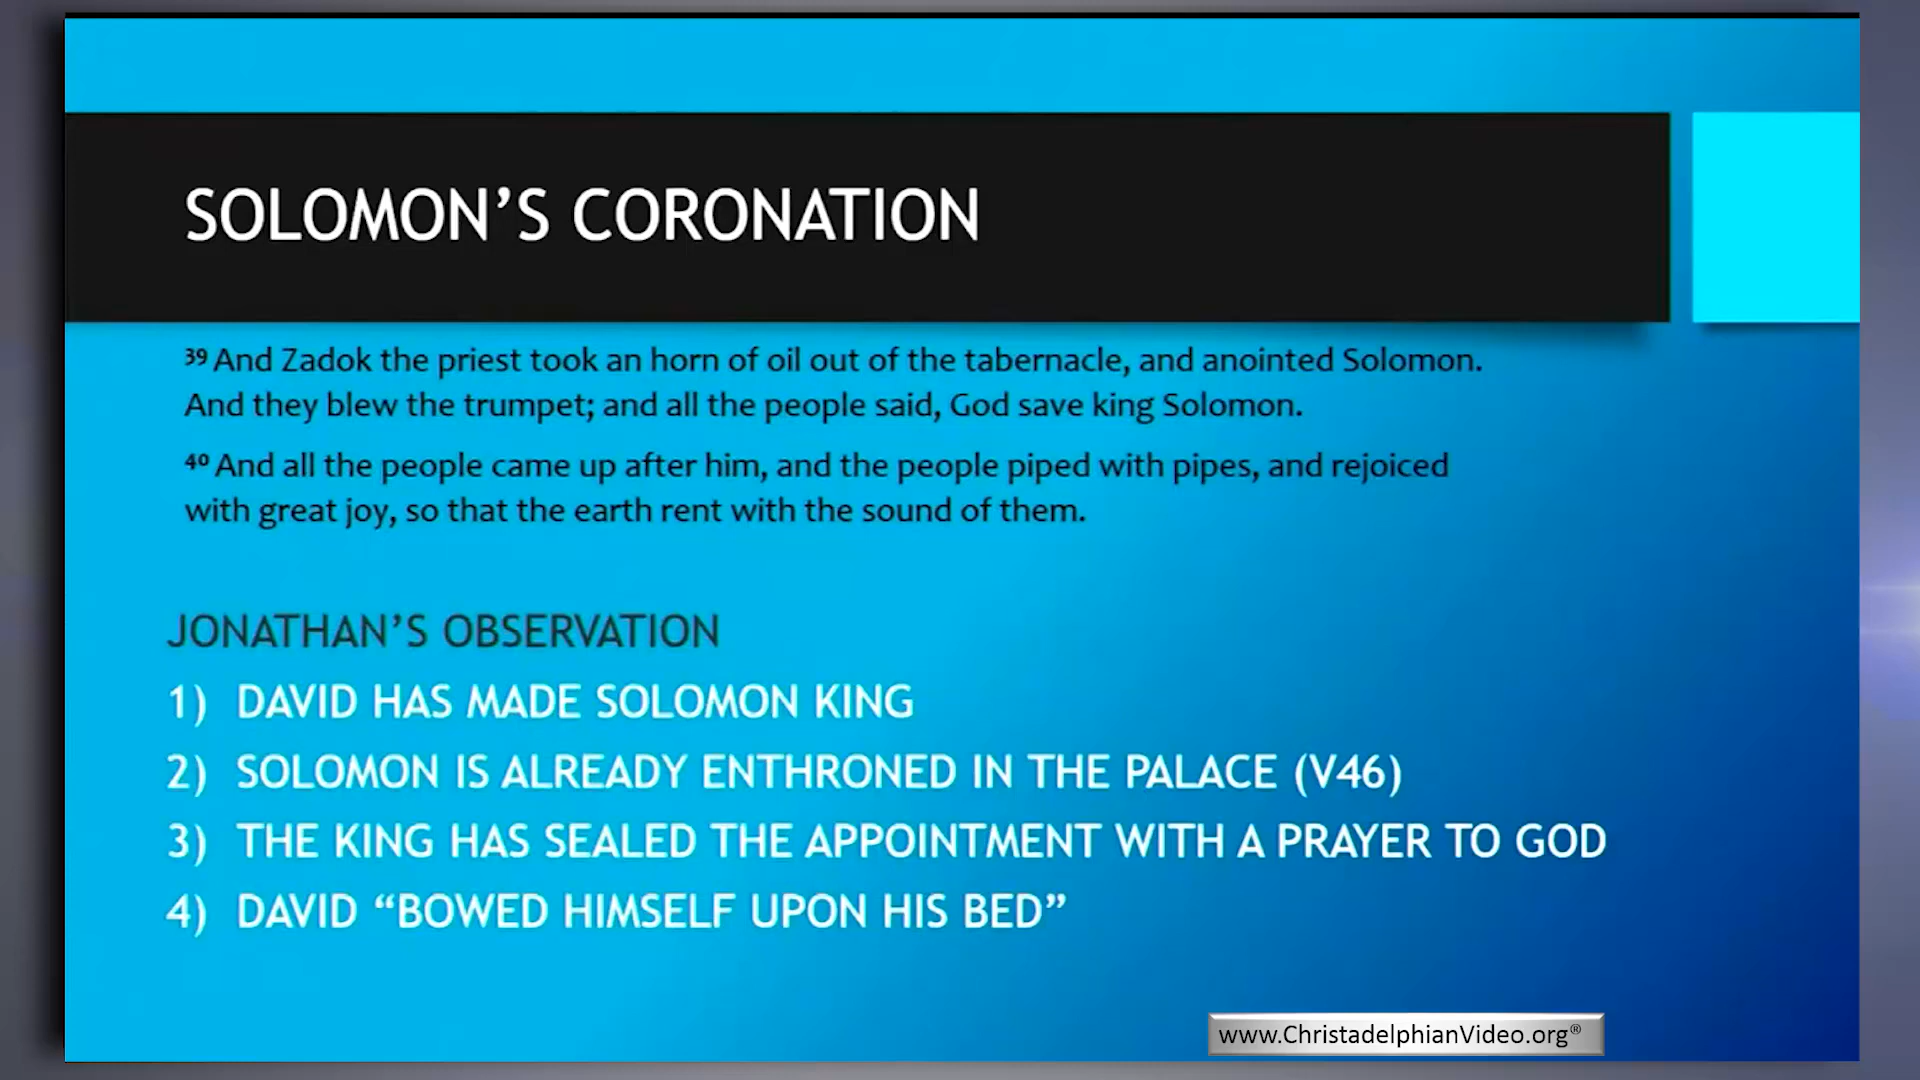 SOLOMON’S CORONATION
39 And Zadok the priest took an horn of oil out of the tabernacle, and anointed Solomon.
And they blew the trumpet; and all the people said, God save king Solomon.
40 And all the people came up after him, and the people piped with pipes, and rejoiced
with great joy, so that the earth rent with the sound of them.
JONATHAN’S OBSERVATION
1) DAVID HAS MADE SOLOMON KING
2) SOLOMON IS ALREADY ENTHRONED IN THE PALACE (V46)
3) THE KING HAS SEALED THE APPOINTMENT WITH A PRAYER TO GOD
4) DAVID “BOWED HIMSELF UPON HIS BED”
www.ChristadelphianVideo.org®